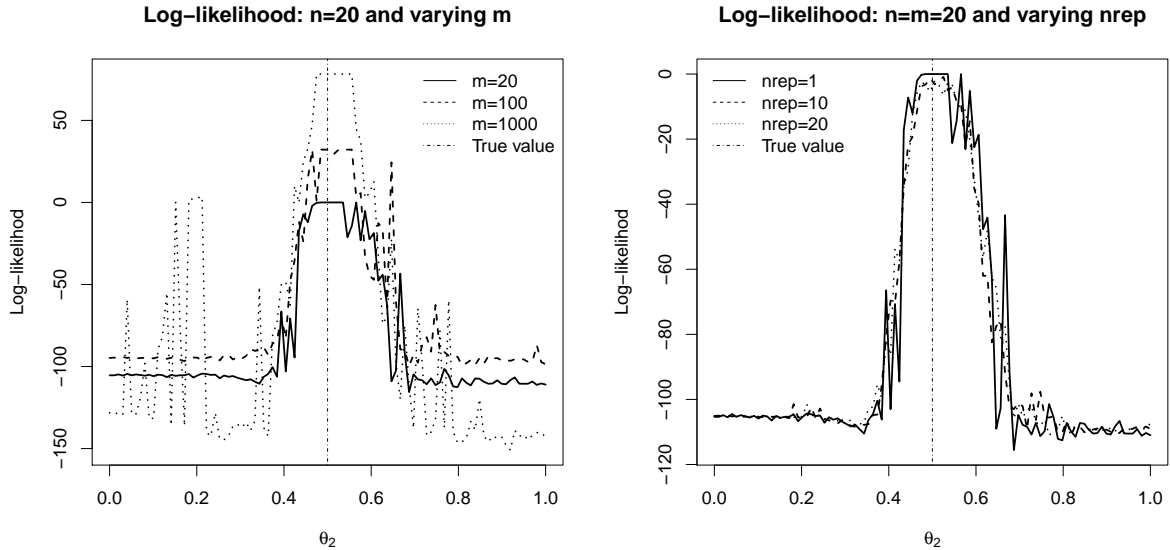 Log−likelihood: n=20 and varying m
Log−likelihood
50
0
−50
−100
−150
m=20
m=100
m=1000
True value
0.0 0.2 0.4 0.6 0.8 1.0
θ2
Log−likelihood: n=m=20 and varying nrep
Log−likelihood
0
−20
−40
−60
−80
−100
−120
nrep=1
nrep=10
nrep=20
True value
0.0 0.2 0.4 0.6 0.8 1.0
θ2